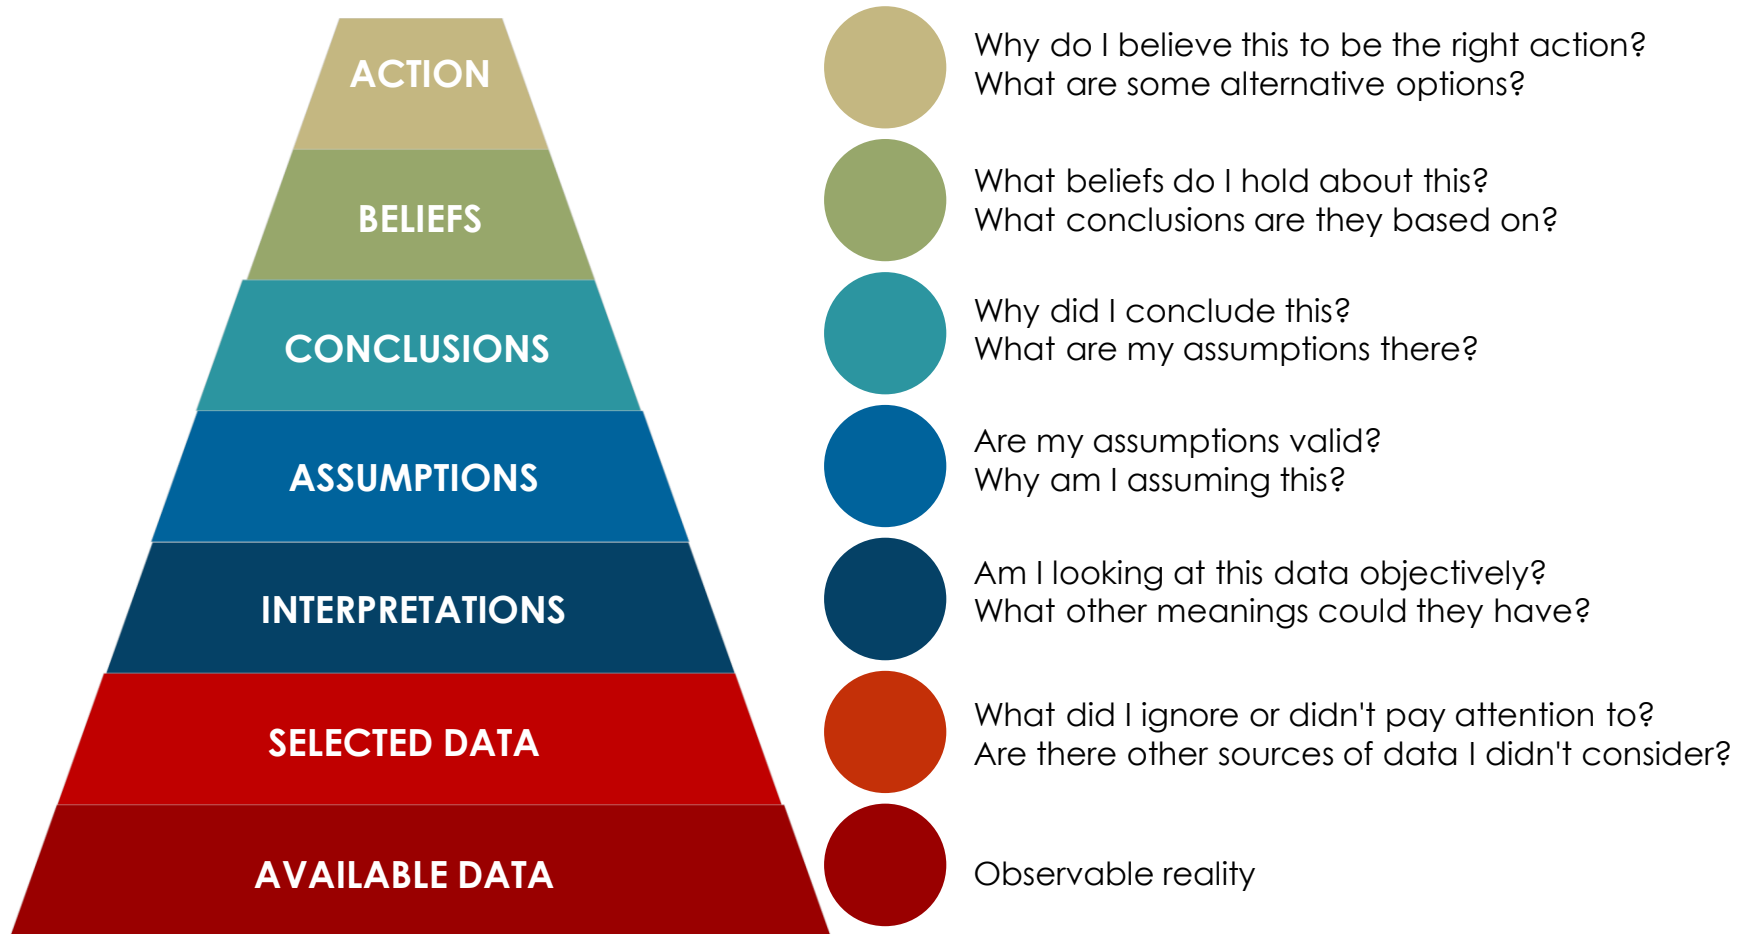 ACTION
Why do I believe this to be the right action?
What are some alternative options?
BELIEFS
What beliefs do I hold about this?
What conclusions are they based on?
CONCLUSIONS
Why did I conclude this?
What are my assumptions there?
ASSUMPTIONS
Are my assumptions valid?
Why am I assuming this?
INTERPRETATIONS
Am I looking at this data objectively?
What other meanings could they have?
SELECTED DATA
What did I ignore or didn't pay attention to?
Are there other sources of data I didn't consider?
AVAILABLE DATA
Observable reality